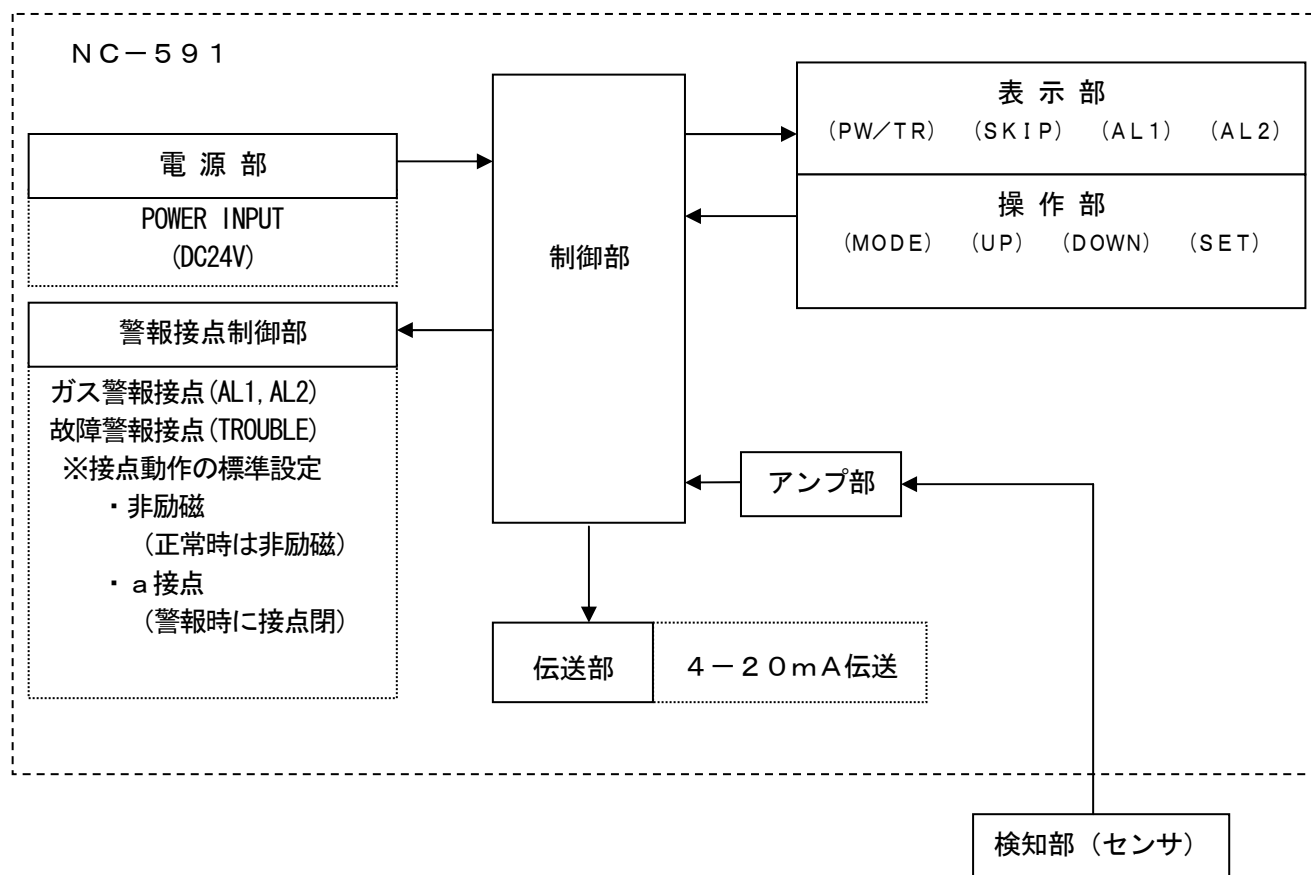 NC-591
電 源 部
POWER INPUT
(DC24V)
警報接点制御部
ガス警報接点(AL1,AL2)
故障警報接点(TROUBLE)
※接点動作の標準設定
・非励磁
(正常時は非励磁)
・a接点
(警報時に接点閉)
制御部
表 示 部
(PW/TR) (SKIP) (AL1) (AL2)
操 作 部
(MODE) (UP) (DOWN) (SET)
アンプ部
伝送部
4-20mA伝送
検知部(センサ)